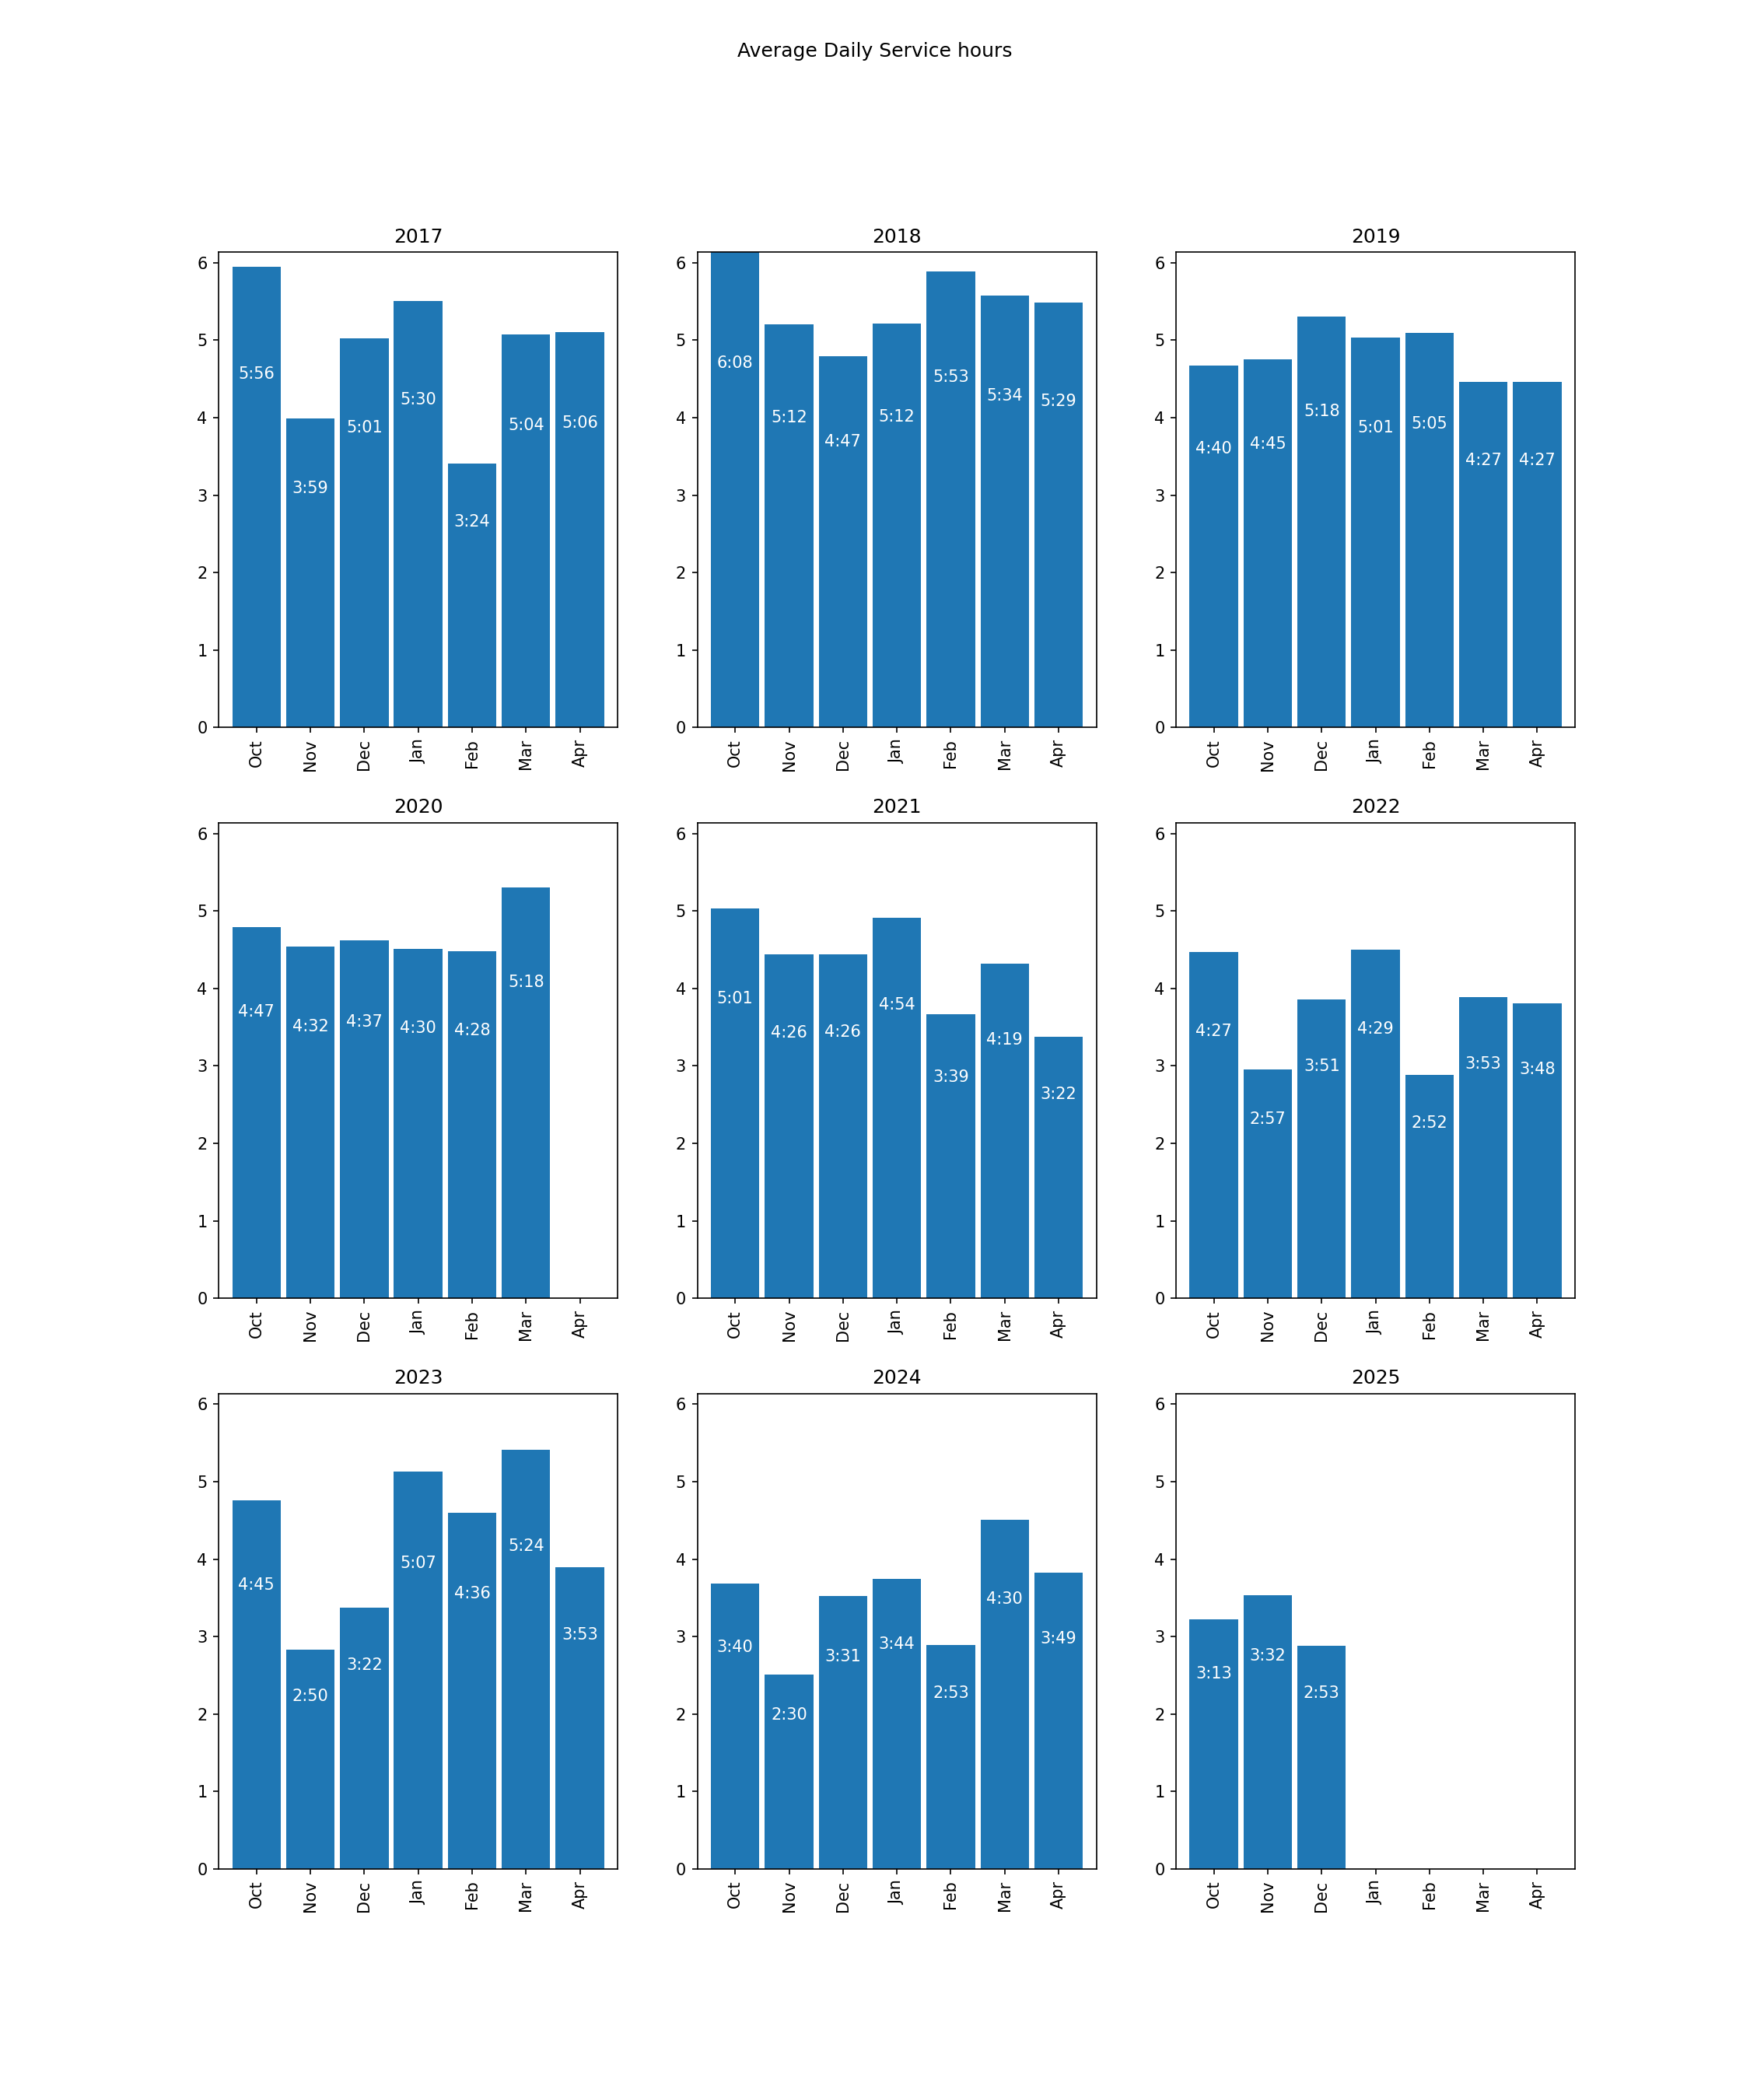 Average Daily Service hours
2017 2018 2019
6 6 6
5 5 5
4 4 4
3 3 3
2 2 2
1 1 1
0 0 0
5:56 3:59 5:01 5:30 3:24 5:04 5:06
6:08 5:12 4:47 5:12 5:53 5:34 5:29
4:40 4:45 5:18 5:01 5:05 4:27 4:27
Oct Nov Dec Jan Feb Mar Apr Oct Nov Dec Jan Feb Mar Apr Oct Nov Dec Jan Feb Mar Apr
2020 2021 2022
6 6 6
5 5 5
4 4 4
3 3 3
2 2 2
1 1 1
0 0 0
4:47 4:32 4:37 4:30 4:28 5:18
5:01 4:26 4:26 4:54 3:39 4:19 3:22
4:27 2:57 3:51 4:29 2:52 3:53 3:48
Oct Nov Dec Jan Feb Mar Apr Oct Nov Dec Jan Feb Mar Apr Oct Nov Dec Jan Feb Mar Apr
2023 2024 2025
6 6 6
5 5 5
4 4 4
3 3 3
2 2 2
1 1 1
0 0 0
4:45 2:50 3:22 5:07 4:36 5:24 3:53
3:40 2:30 3:31 3:44 2:53 4:30 3:49
3:13 3:32 2:53
Oct Nov Dec Jan Feb Mar Apr Oct Nov Dec Jan Feb Mar Apr Oct Nov Dec Jan Feb Mar Apr